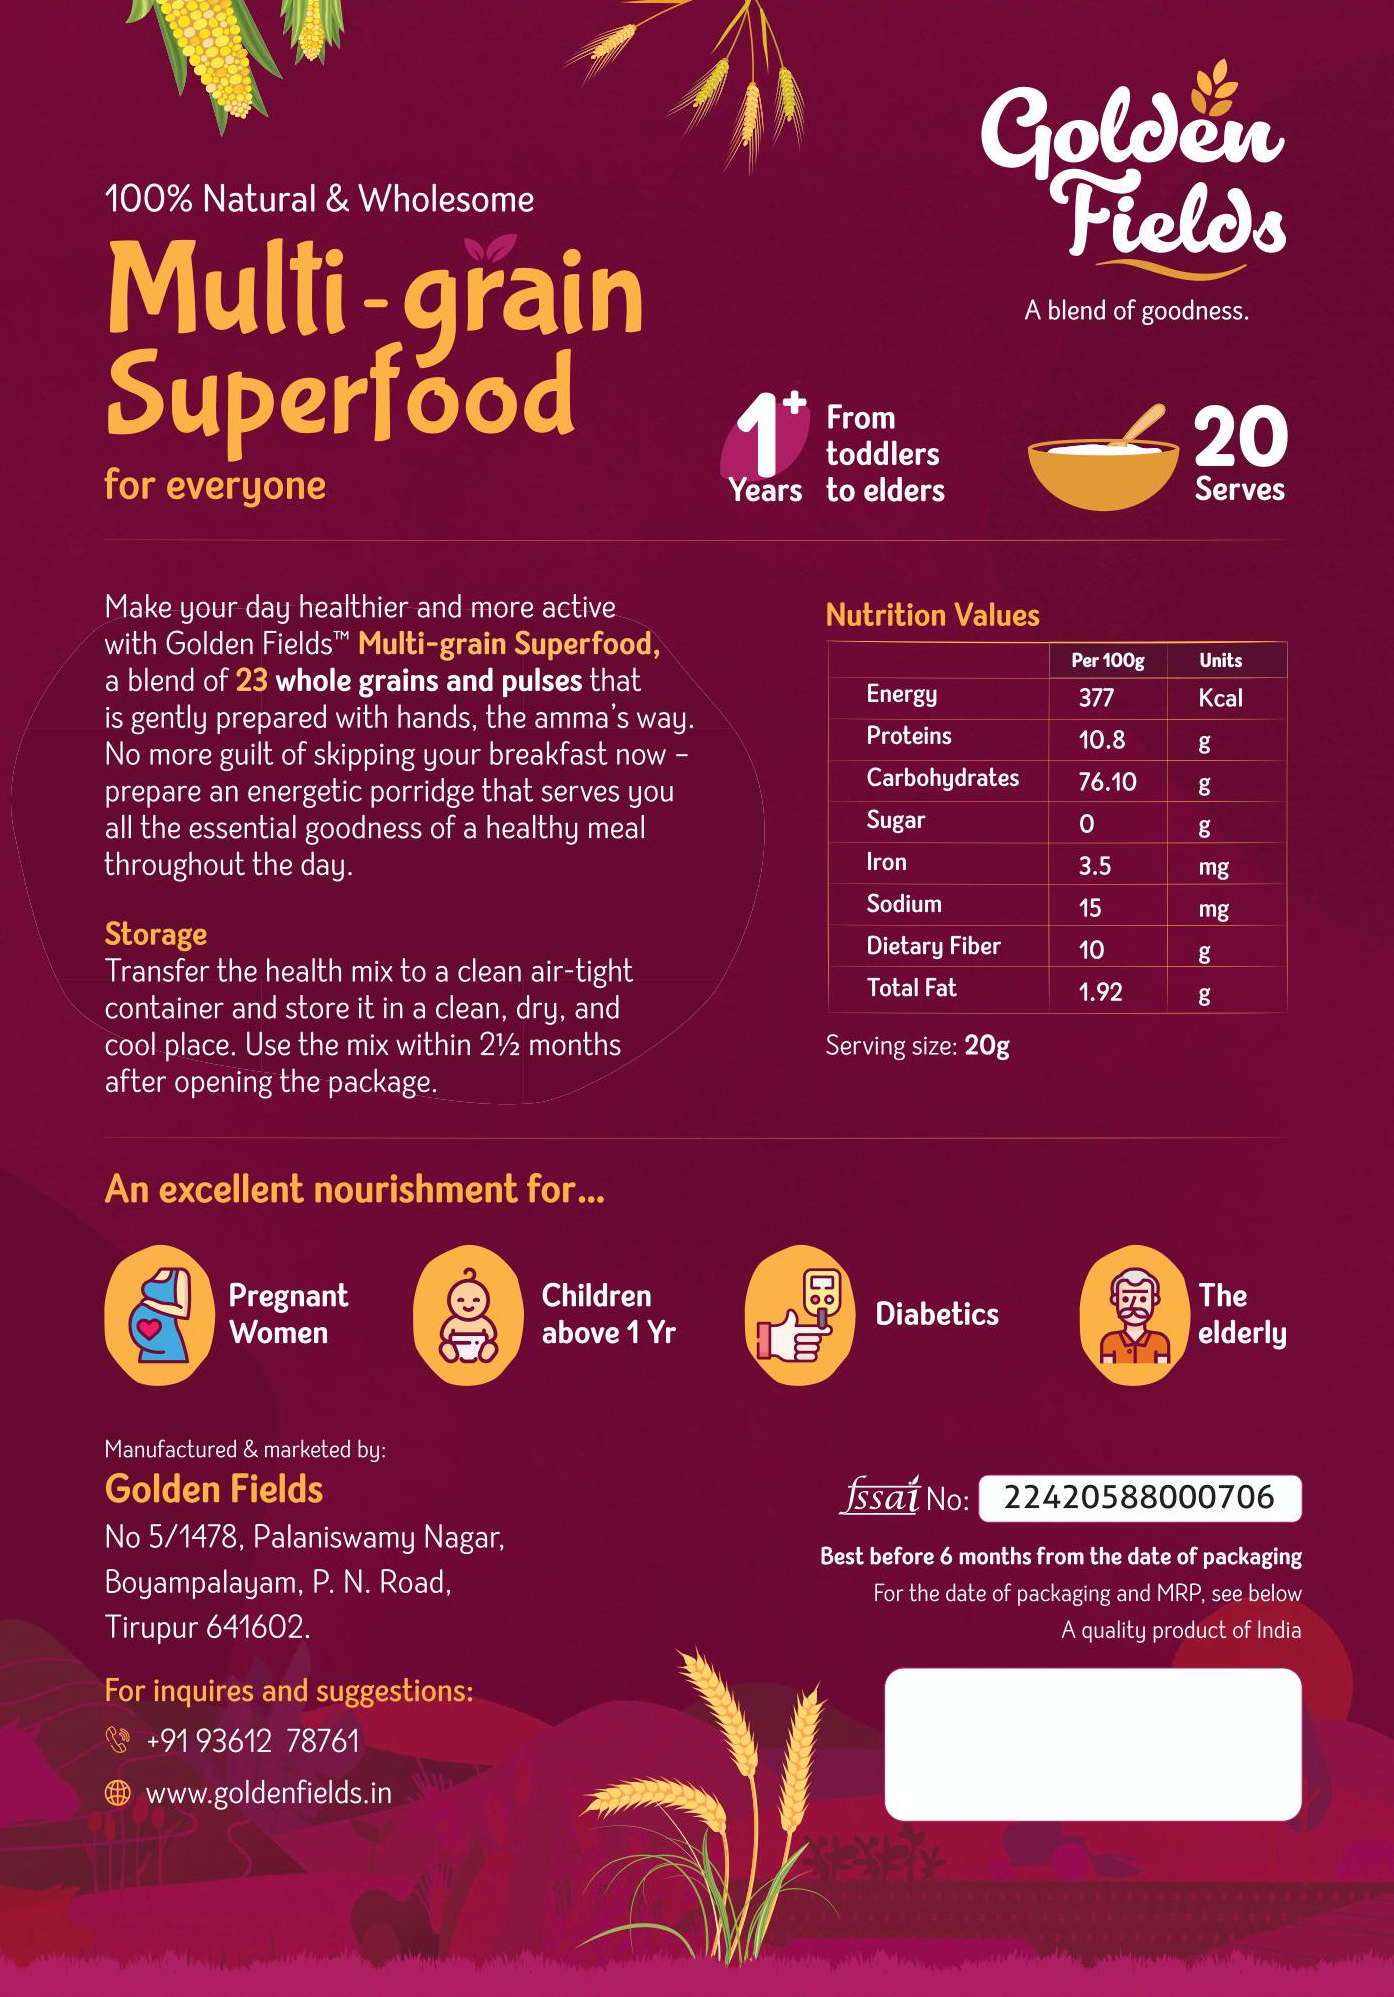 Golden
Fields
A blend of goodness.
100% Natural & Wholesome
Multi-grain
Superfood
for everyone
1+
Years
From
toddlers
to elders
20
Serves
Make your day healthier and more active
with Golden Fields™ Multi-grain Superfood,
a blend of 23 whole grains and pulses that
is gently prepared with hands, the amma's way.
No more guilt of skipping your breakfast now –
prepare an energetic porridge that serves you
all the essential goodness of a healthy meal
throughout the day.
Storage
Transfer the health mix to a clean air-tight
container and store it in a clean, dry, and
cool place. Use the mix within 2½ months
after opening the package.
Nutrition Values
Per 100g Units
Energy 377 Kcal
Proteins 10.8 g
Carbohydrates 76.10 g
Sugar 0 g
Iron 3.5 mg
Sodium 15 mg
Dietary Fiber 10 g
Total Fat 1.92 g
Serving size: 20g
An excellent nourishment for...
Pregnant
Women
Children
above 1 Yr
Diabetics
The
elderly
Manufactured & marketed by:
Golden Fields
No 5/1478, Palaniswamy Nagar,
Boyampalayam, P. N. Road,
Tirupur 641602.
For inquires and suggestions:
+91 93612 78761
www.goldenfields.in
fssai No: 22420588000706
Best before 6 months from the date of packaging
For the date of packaging and MRP, see below
A quality product of India